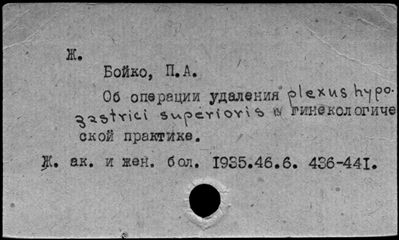 Ж.
Бойко, П.А.
Об операции удаления plexus hypo-
gastrici superioris в гинекологиче
ской практике.
Ж. ак. и жен. бол. 1935.46.6. 436-441.